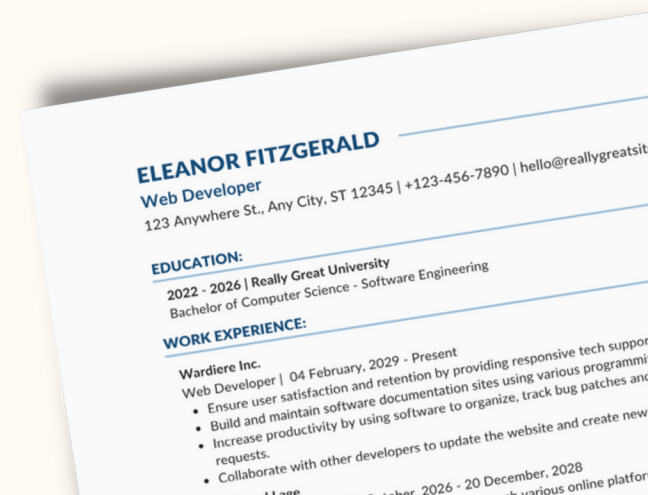 ELEANOR FITZGERALD
Web Developer
123 Anywhere St., Any City, ST 12345 | +123-456-7890 | hello@reallygreatsit
EDUCATION:
2022 - 2026 | Really Great University
Bachelor of Computer Science - Software Engineering
WORK EXPERIENCE:
Wardiere Inc.
Web Developer | 04 February, 2029 - Present
• Ensure user satisfaction and retention by providing responsive tech suppor
• Build and maintain software documentation sites using various programmi
• Increase productivity by using software to organize, track bug patches and
requests.
• Collaborate with other developers to update the website and create new
2026 - 20 December, 2028
various online platfor